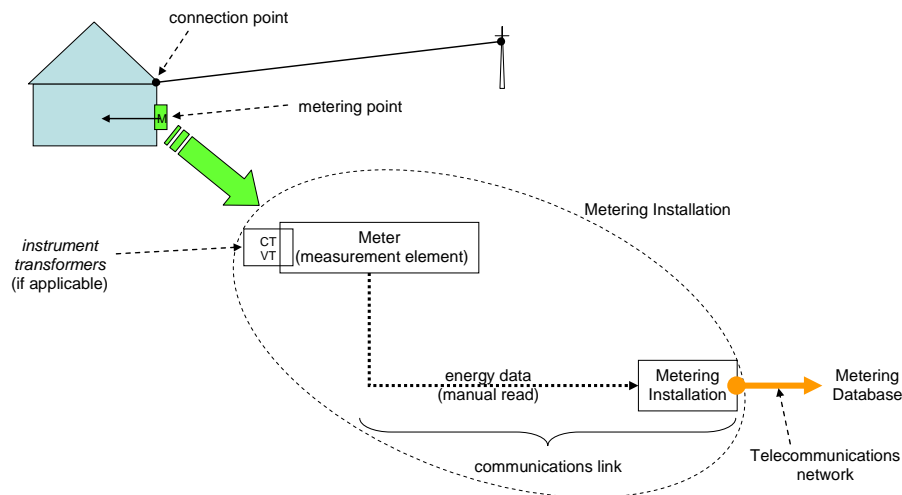 connection point
metering point
M
Metering Installation
instrument
transformers
(if applicable)
CT
VT
Meter
(measurement element)
energy data
(manual read)
Metering
Installation
Metering
Database
communications link
Telecommunications
network